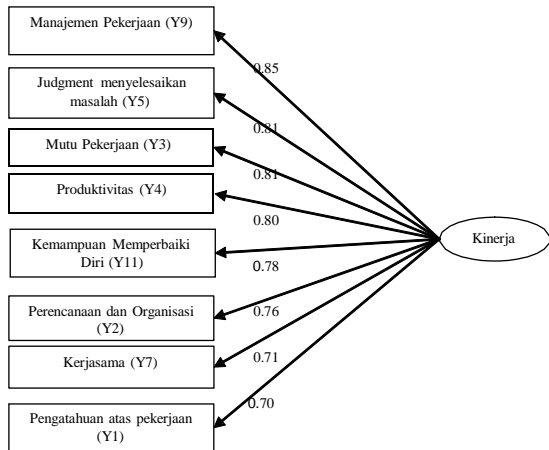 Manajemen Pekerjaan (Y9)
0.85
Judgment menyelesaikan
masalah (Y5)
0.81
Mutu Pekerjaan (Y3)
0.81
Produktivitas (Y4)
0.80
Kinerja
Kemampuan Memperbaiki
Diri (Y11)
0.78
Perencanaan dan Organisasi
(Y2)
0.76
Kerjasama (Y7)
0.71
Pengatahuan atas pekerjaan
(Y1)
0.70